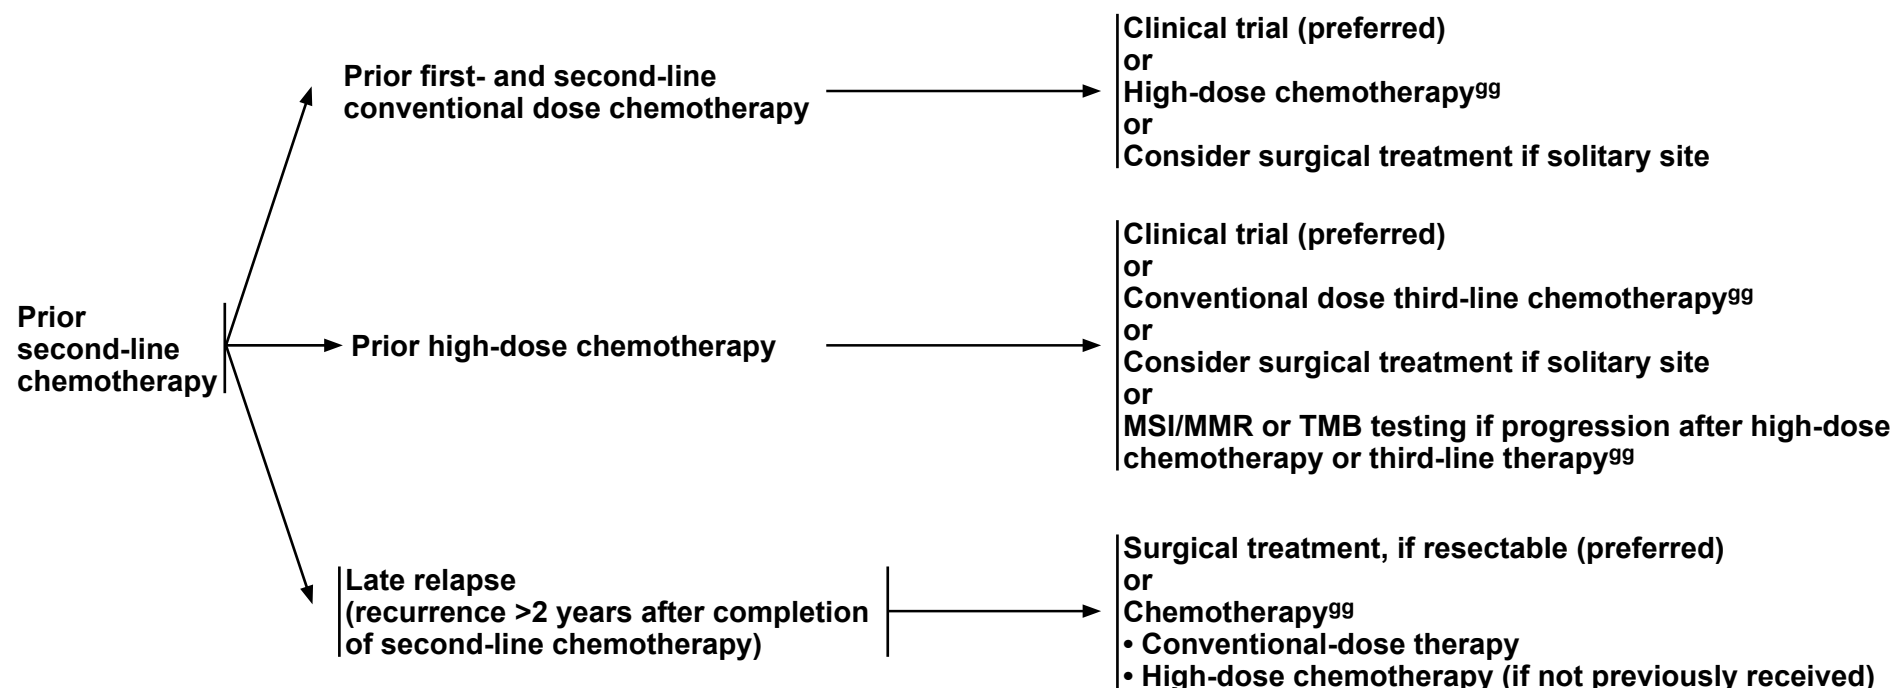 Prior
second-line
chemotherapy
Prior first- and second-line
conventional dose chemotherapy
Clinical trial (preferred)
or
High-dose chemotherapygg
or
Consider surgical treatment if solitary site
Prior high-dose chemotherapy
Clinical trial (preferred)
or
Conventional dose third-line chemotherapygg
or
Consider surgical treatment if solitary site
or
MSI/MMR or TMB testing if progression after high-dose
chemotherapy or third-line therapygg
Late relapse
(recurrence >2 years after completion
of second-line chemotherapy)
Surgical treatment, if resectable (preferred)
or
Chemotherapygg
• Conventional-dose therapy
• High-dose chemotherapy (if not previously received)